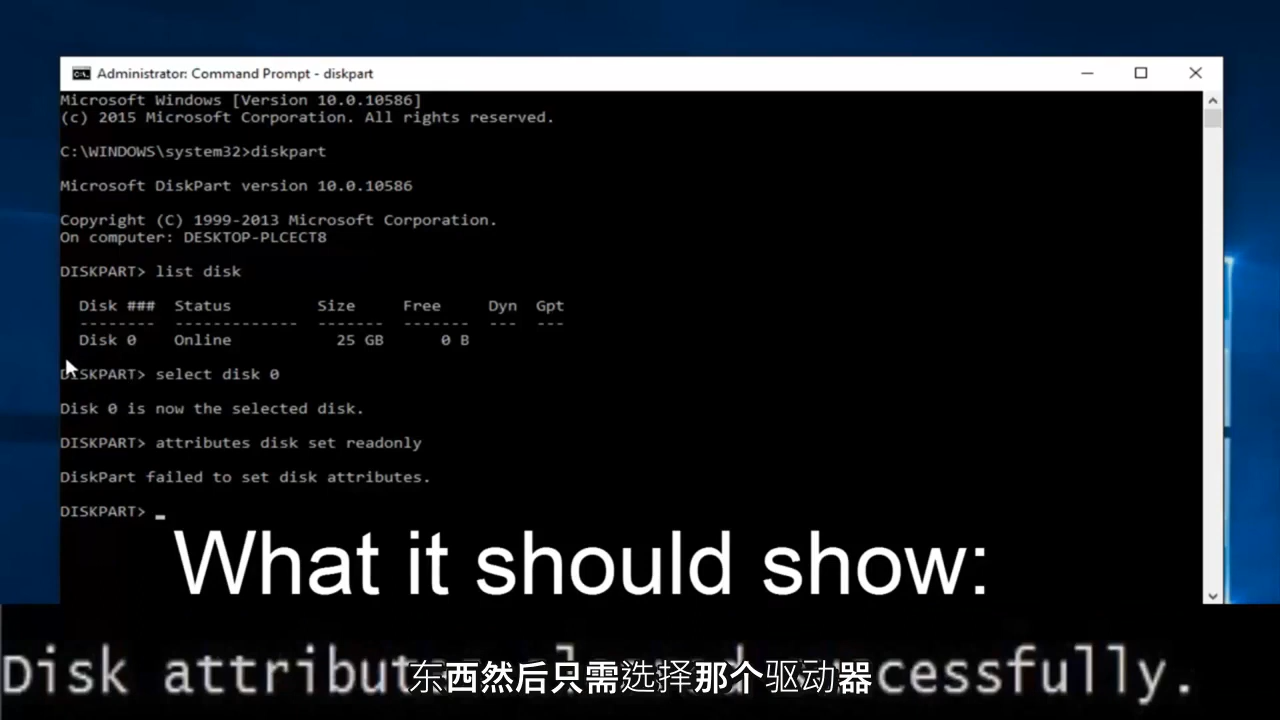 Administrator: Command Prompt - diskpart
Microsoft Windows [Version 10.0.10586]
(c) 2015 Microsoft Corporation. All rights reserved.
C:\WINDOWS\system32>diskpart
Microsoft DiskPart version 10.0.10586
Copyright (C) 1999-2013 Microsoft Corporation.
On computer: DESKTOP-PLCECT8
DISKPART> list disk
Disk ### Status Size Free Dyn Gpt
-------- ------------- ------- ------- --- ---
Disk 0 Online 25 GB 0 B
DISKPART> select disk 0
Disk 0 is now the selected disk.
DISKPART> attributes disk set readonly
DiskPart failed to set disk attributes.
DISKPART> _
What it should show:
Disk
东西然后只需选择那个驱动器